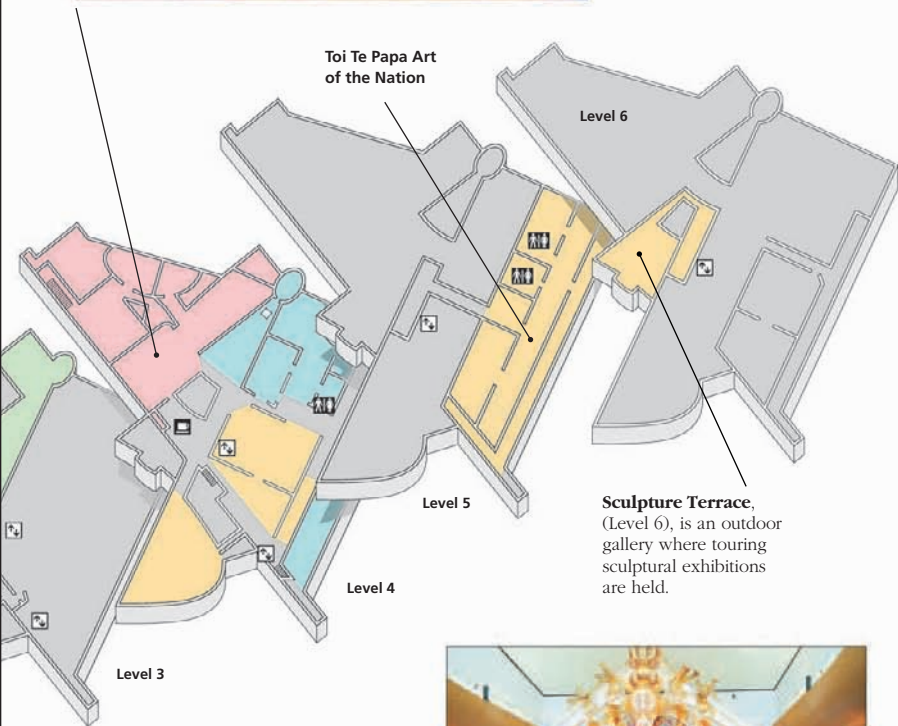 Toi Te Papa Art
of the Nation
Level 6
Level 5
Sculpture Terrace,
(Level 6), is an outdoor
gallery where touring
sculptural exhibitions
are held.
Level 4
Level 3